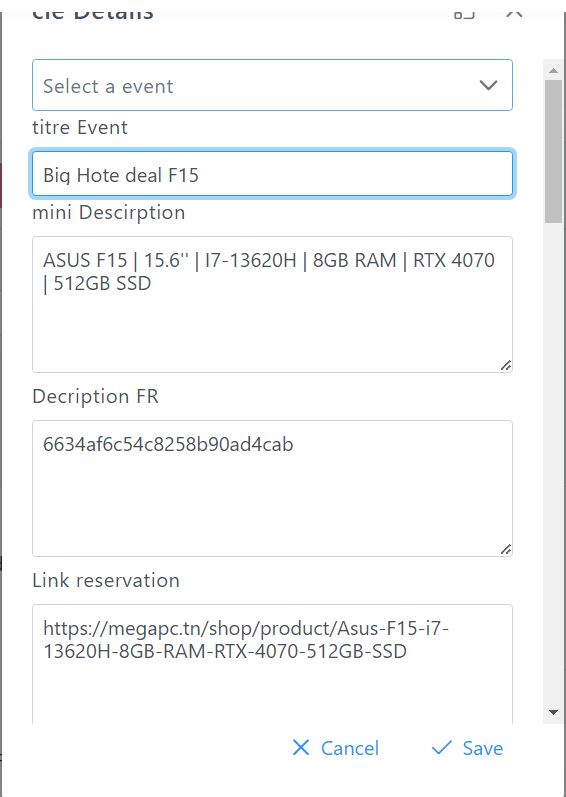 cle Details
Select a event
titre Event
Big Hote deal F15
mini Descirption
ASUS F15 | 15.6'' | I7-13620H | 8GB RAM | RTX 4070
| 512GB SSD
Decription FR
6634af6c54c8258b90ad4cab
Link reservation
https://megapc.tn/shop/product/Asus-F15-i7-
13620H-8GB-RAM-RTX-4070-512GB-SSD
Cancel
Save